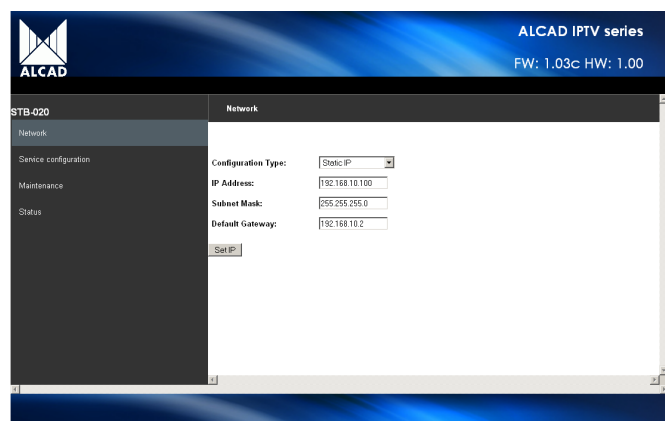 ALCAD
ALCAD IPTV series
FW: 1.03c HW: 1.00
STB-020
Network
Service configuration
Maintenance
Status
Network
Configuration Type: Static IP
IP Address: 192.168.10.100
Subnet Mask: 255.255.255.0
Default Gateway: 192.168.10.2
Set IP